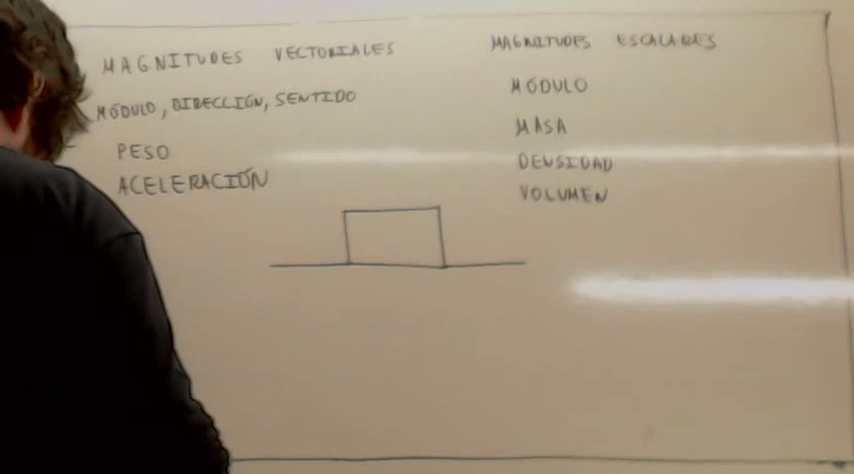 MAGNITUDES VECTORIALES
MÓDULO, DIRECCIÓN, SENTIDO
PESO
ACELERACIÓN
MAGNITUDES ESCALARES
MÓDULO
MASA
DENSIDAD
VOLUMEN